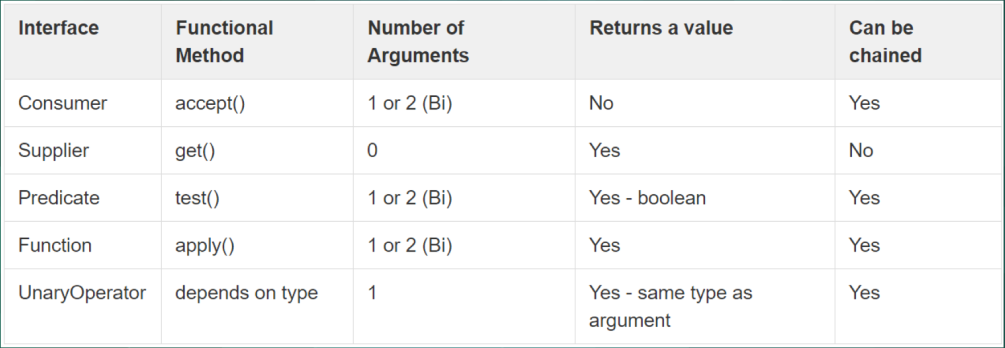 Interface Functional Method Number of Arguments Returns a value Can be chained
Consumer accept() 1 or 2 (Bi) No Yes
Supplier get() 0 Yes No
Predicate test() 1 or 2 (Bi) Yes - boolean Yes
Function apply() 1 or 2 (Bi) Yes Yes
UnaryOperator depends on type 1 Yes - same type as argument Yes